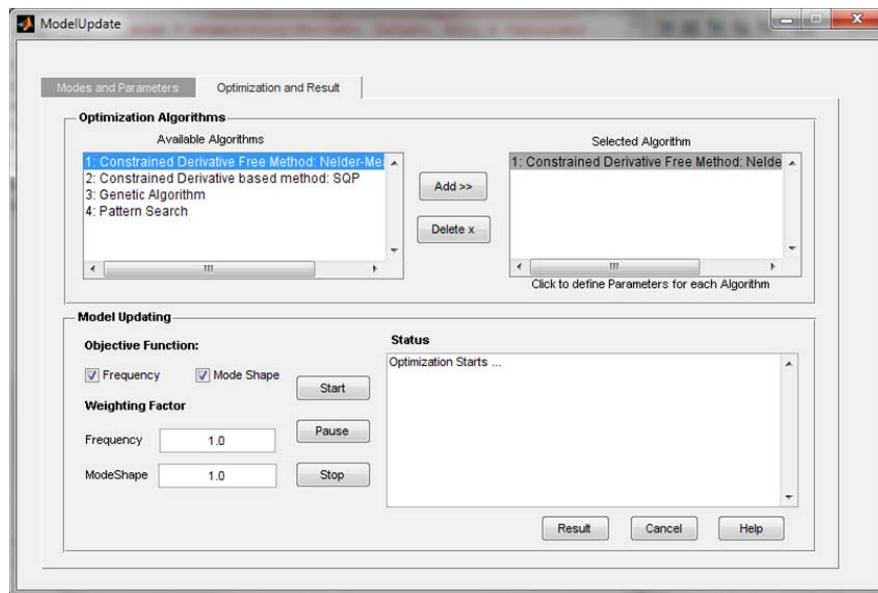 ModelUpdate
Modes and Parameters
Optimization and Result
Optimization Algorithms
Available Algorithms
1: Constrained Derivative Free Method: Nelder-Me
2: Constrained Derivative based method: SQP
3: Genetic Algorithm
4: Pattern Search
Add >>
Delete x
Selected Algorithm
1: Constrained Derivative Free Method: Nelde
Click to define Parameters for each Algorithm
Model Updating
Objective Function:
Frequency
Mode Shape
Weighting Factor
Frequency
1.0
ModeShape
1.0
Start
Pause
Stop
Status
Optimization Starts ...
Result
Cancel
Help